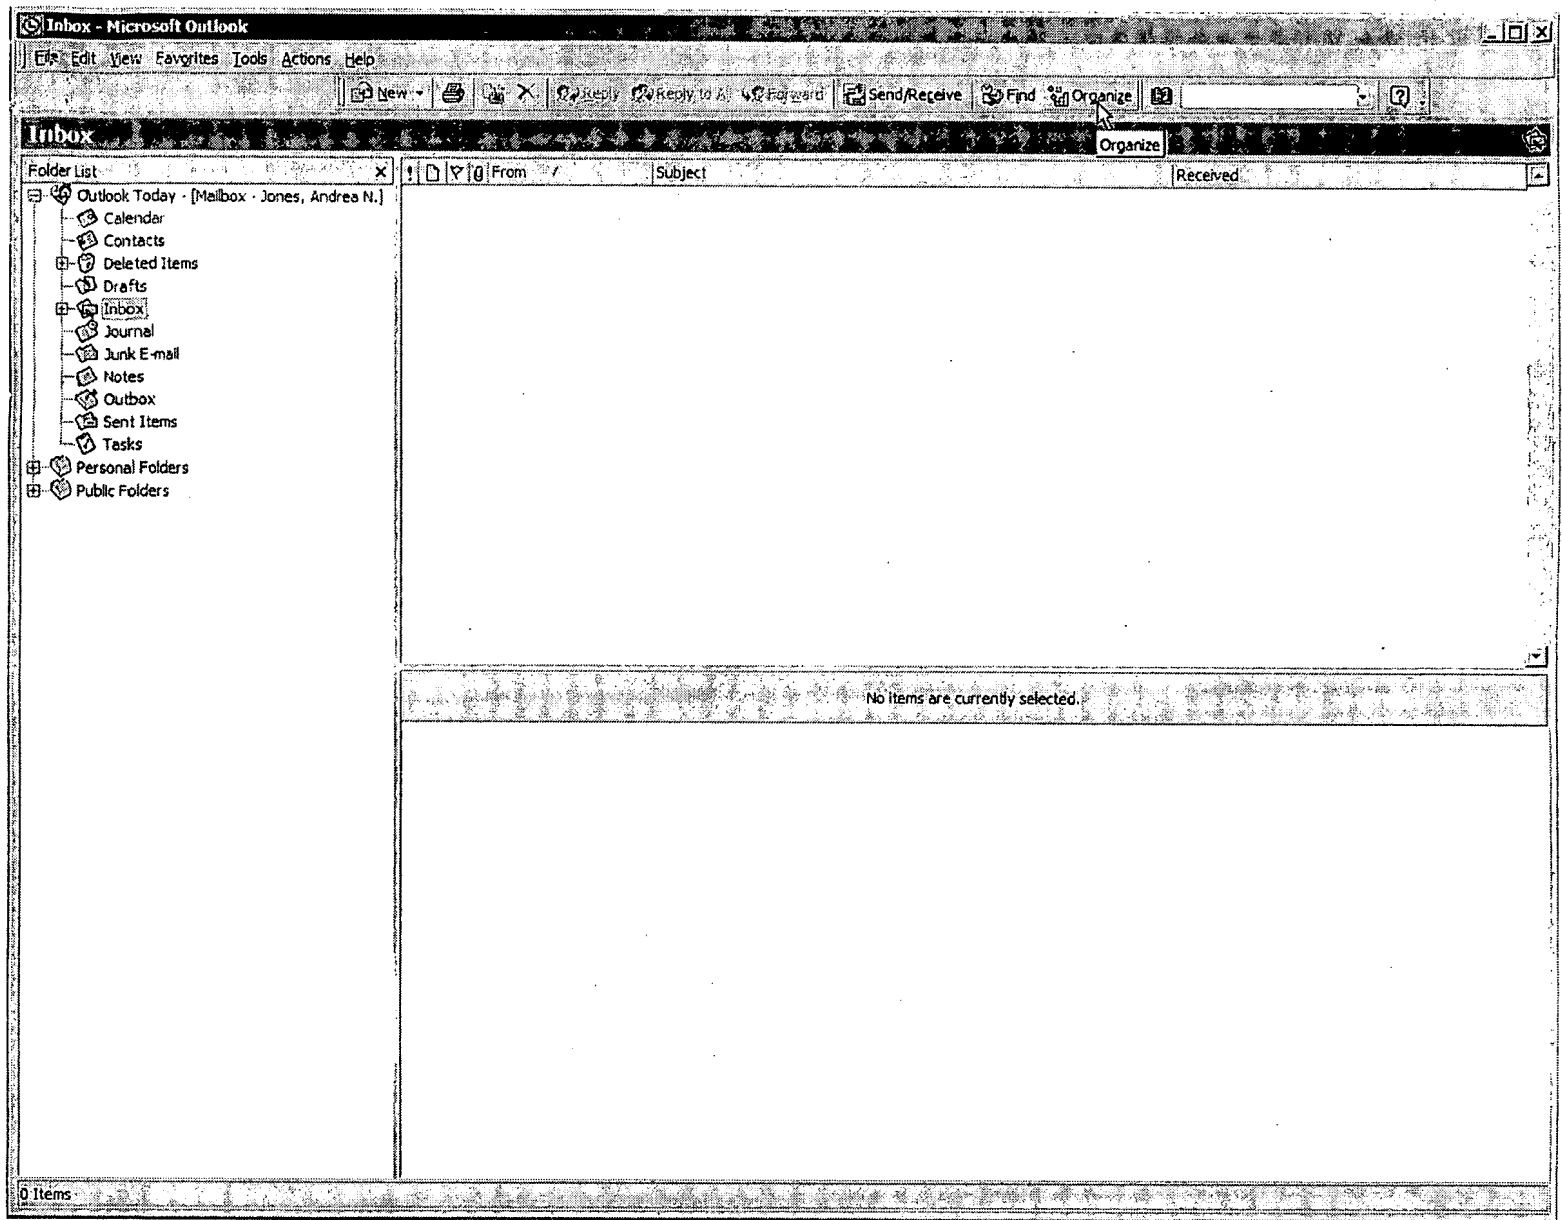 Inbox - Microsoft Outlook
File Edit View Favorites Tools Actions Help
New Reply Reply to All Forward Send/Receive Find Organize
Inbox
Organize
Folder List
! From / Subject Received
Outlook Today - [Mailbox - Jones, Andrea N.]
Calendar
Contacts
Deleted Items
Drafts
Inbox
Journal
Junk E-mail
Notes
Outbox
Sent Items
Tasks
Personal Folders
Public Folders
No items are currently selected.
0 Items